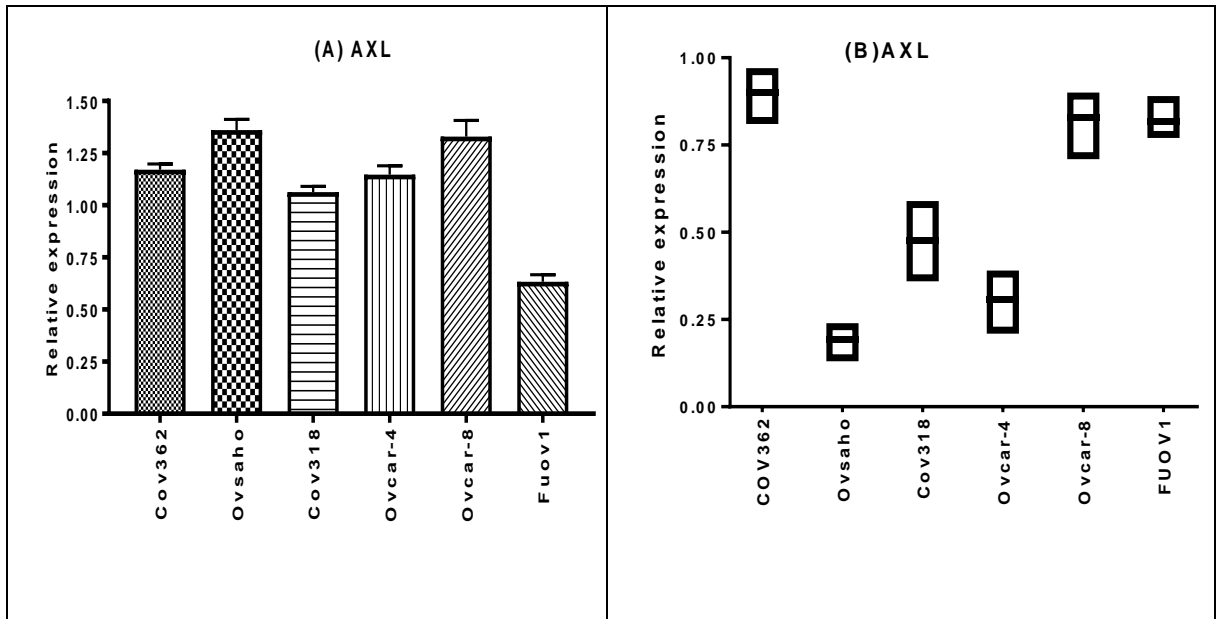 (A) AXL
Relative expression
1.50
1.25
1.00
0.75
0.50
0.25
0.00
Cov362
Ovsaho
Cov318
Ovcar-4
Ovcar-8
Fuov1
(B)AXL
Relative expression
1.00
0.75
0.50
0.25
0.00
COV362
Ovsaho
Cov318
Ovcar-4
Ovcar-8
FUOV1